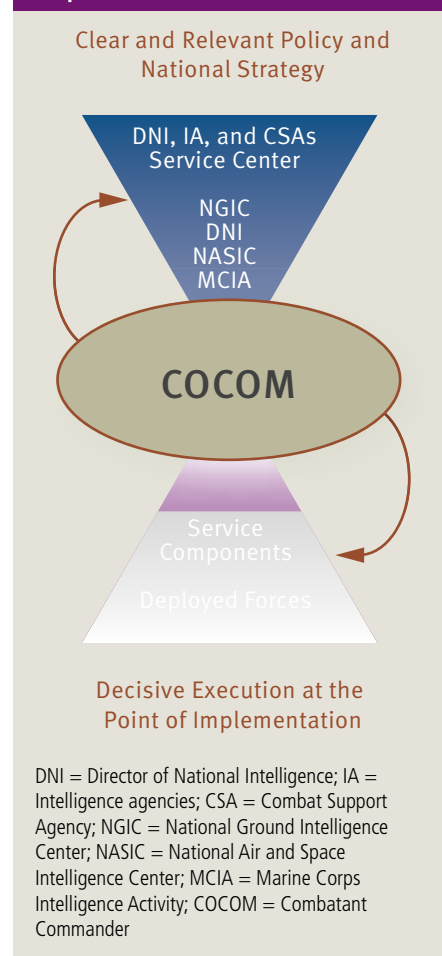 Clear and Relevant Policy and
National Strategy
DNI, IA, and CSAs
Service Center
NGIC
DNI
NASIC
MCIA
COCOM
Service
Components
Deployed Forces
Decisive Execution at the
Point of Implementation
DNI = Director of National Intelligence; IA =
Intelligence agencies; CSA = Combat Support
Agency; NGIC = National Ground Intelligence
Center; NASIC = National Air and Space
Intelligence Center; MCIA = Marine Corps
Intelligence Activity; COCOM = Combatant
Commander